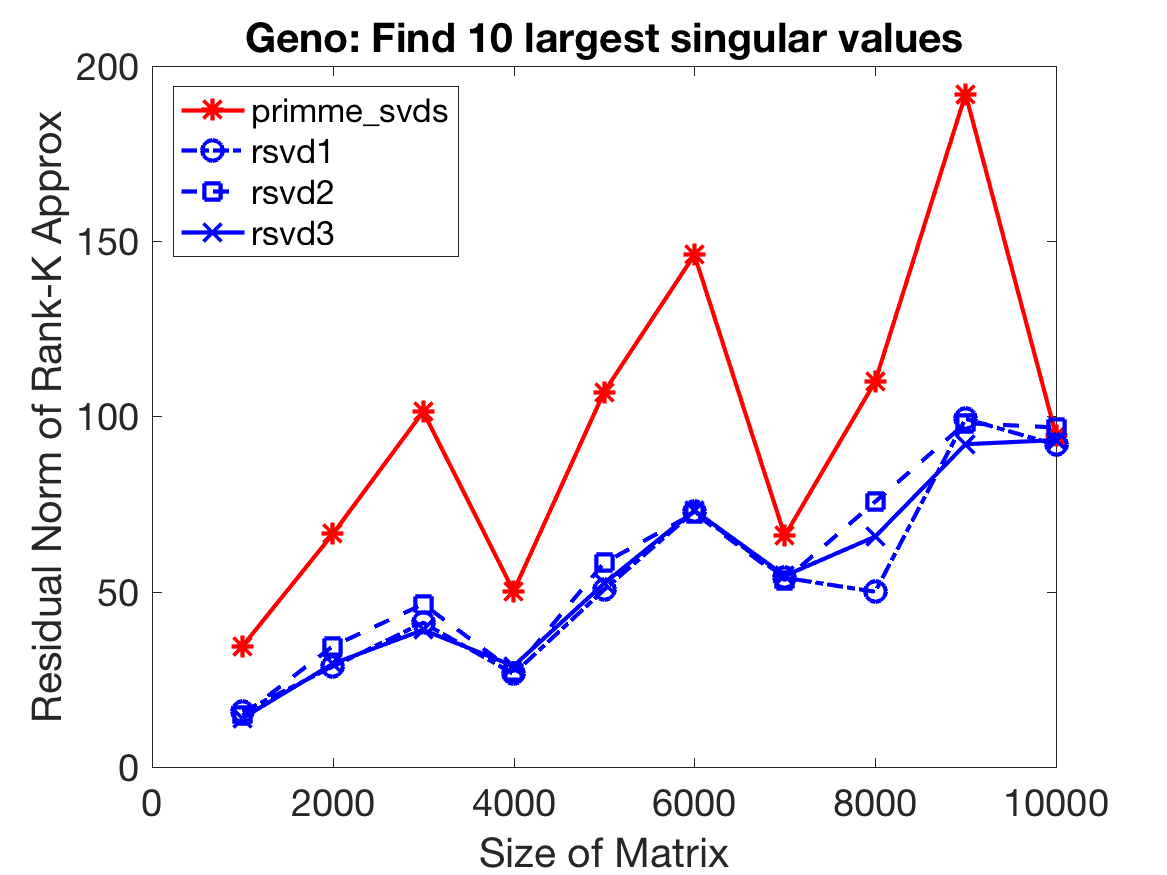 Geno: Find 10 largest singular values
Residual Norm of Rank-K Approx
200
150
100
50
0
primme_svds
rsvd1
rsvd2
rsvd3
0 2000 4000 6000 8000 10000
Size of Matrix